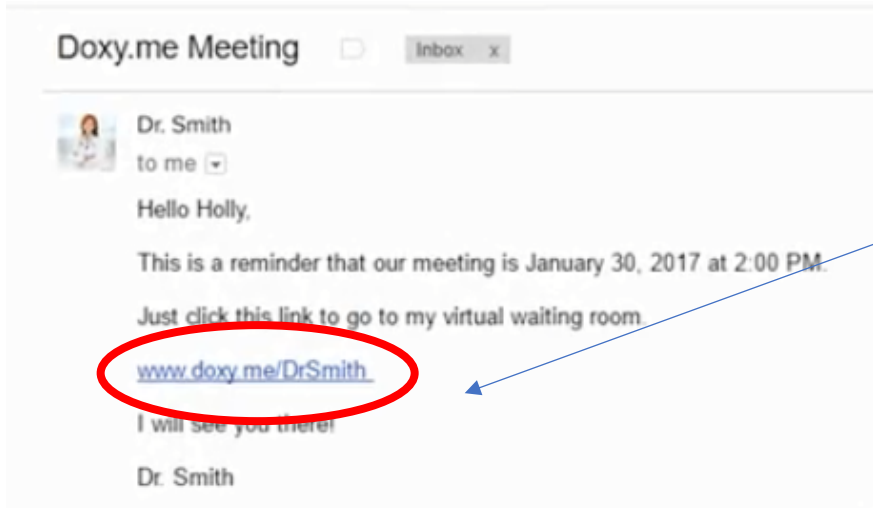 Doxy.me Meeting Inbox x
Dr. Smith
to me
Hello Holly,
This is a reminder that our meeting is January 30, 2017 at 2:00 PM.
Just click this link to go to my virtual waiting room.
www.doxy.me/DrSmith
I will see you there!
Dr. Smith